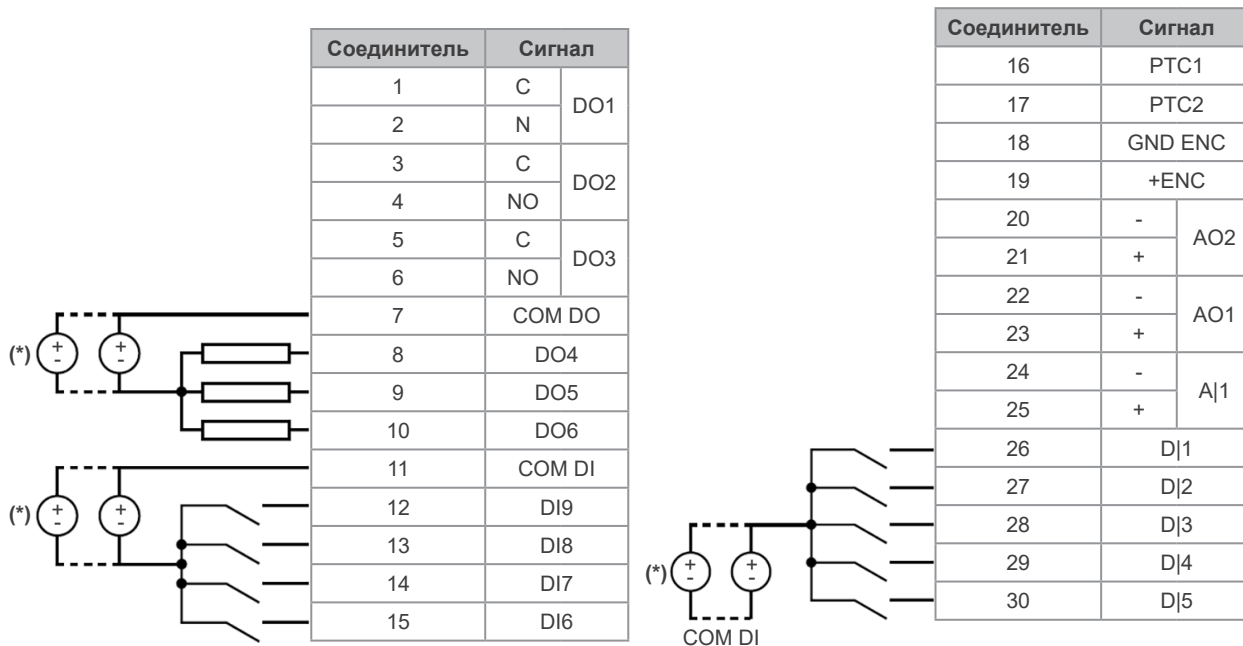 Соединитель Сигнал
1 C DO1
2 N
3 C DO2
4 NO
5 C DO3
6 NO
7 COM DO
8 DO4
9 DO5
10 DO6
11 COM DI
12 DI9
13 DI8
14 DI7
15 DI6
(*) + - + -
(*) + - + -
Соединитель Сигнал
16 PTC1
17 PTC2
18 GND ENC
19 +ENC
20 - AO2
21 +
22 - AO1
23 +
24 - A|1
25 +
26 D|1
27 D|2
28 D|3
29 D|4
30 D|5
(*) + - + -
COM DI